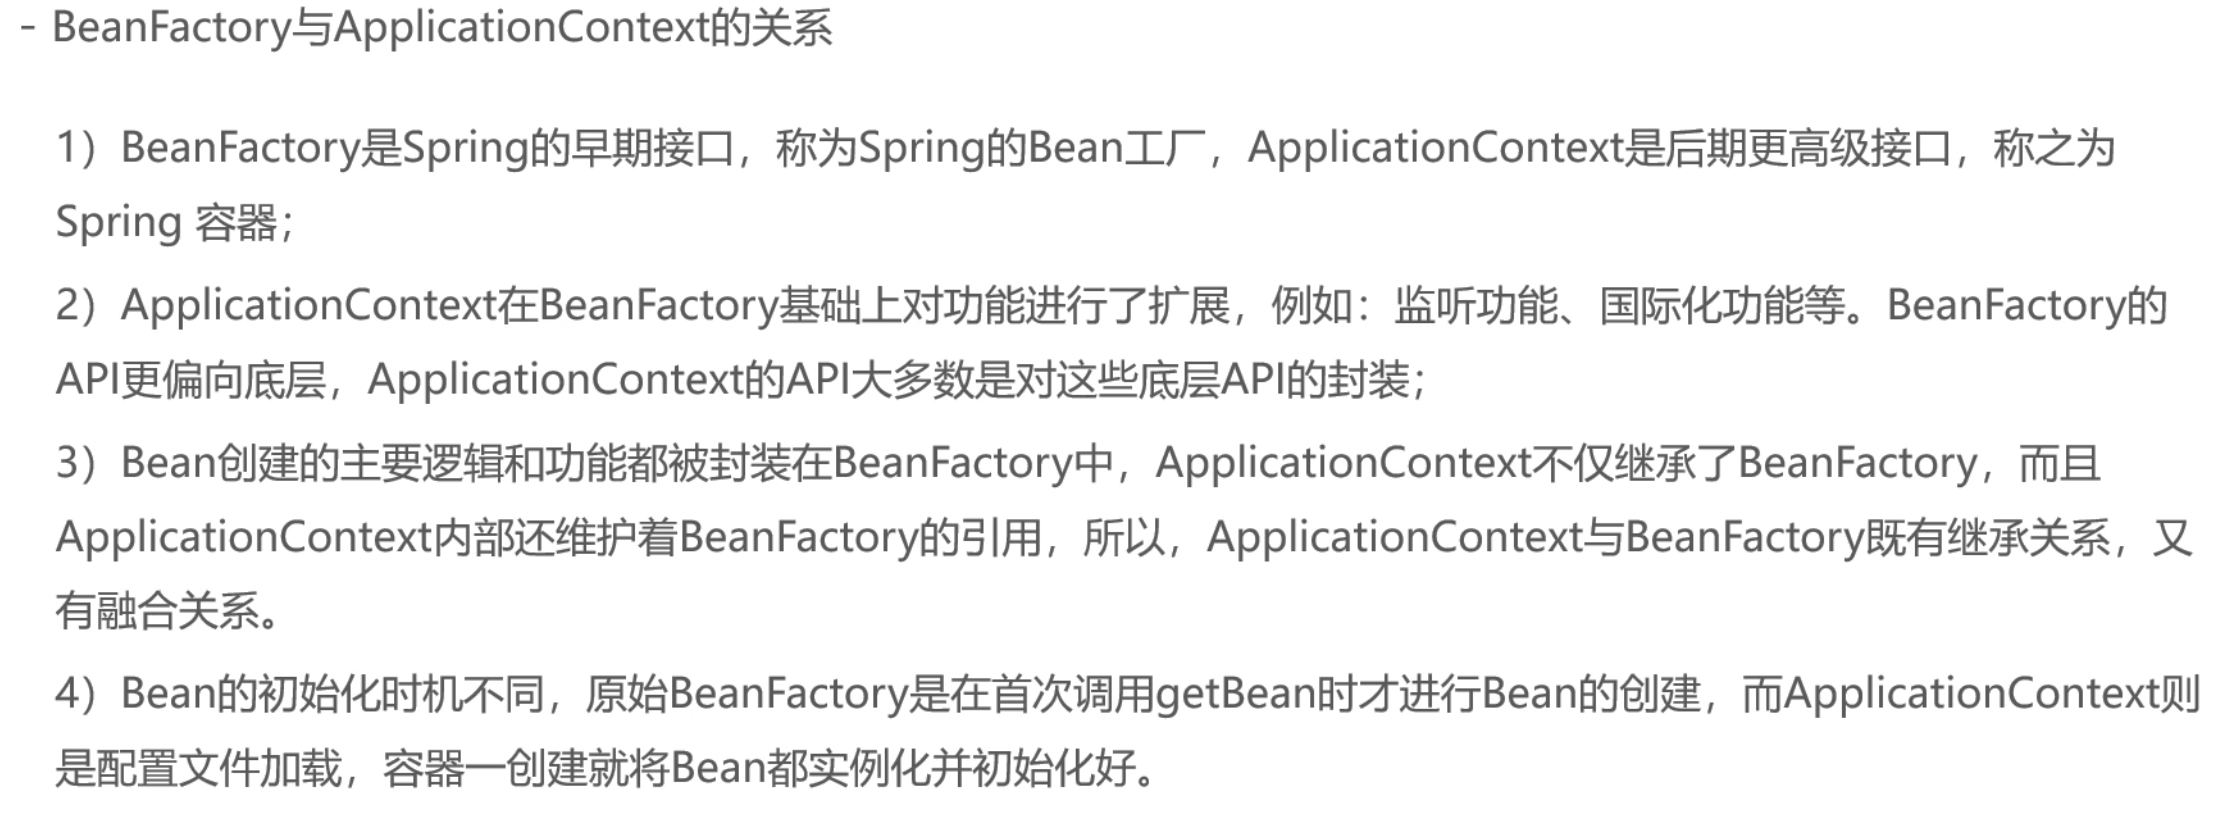 - BeanFactory与ApplicationContext的关系
1）BeanFactory是Spring的早期接口，称为Spring的Bean工厂，ApplicationContext是后期更高级接口，称之为
Spring 容器；
2）ApplicationContext在BeanFactory基础上对功能进行了扩展，例如：监听功能、国际化功能等。BeanFactory的
API更偏向底层，ApplicationContext的API大多数是对这些底层API的封装；
3）Bean创建的主要逻辑和功能都被封装在BeanFactory中，ApplicationContext不仅继承了BeanFactory，而且
ApplicationContext内部还维护着BeanFactory的引用，所以，ApplicationContext与BeanFactory既有继承关系，又
有融合关系。
4）Bean的初始化时机不同，原始BeanFactory是在首次调用getBean时才进行Bean的创建，而ApplicationContext则
是配置文件加载，容器一创建就将Bean都实例化并初始化好。